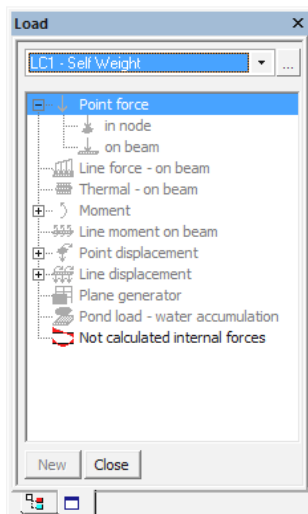 Load
LC1 - Self Weight
...
Point force
in node
on beam
Line force - on beam
Thermal - on beam
Moment
Line moment on beam
Point displacement
Line displacement
Plane generator
Pond load - water accumulation
Not calculated internal forces
New Close